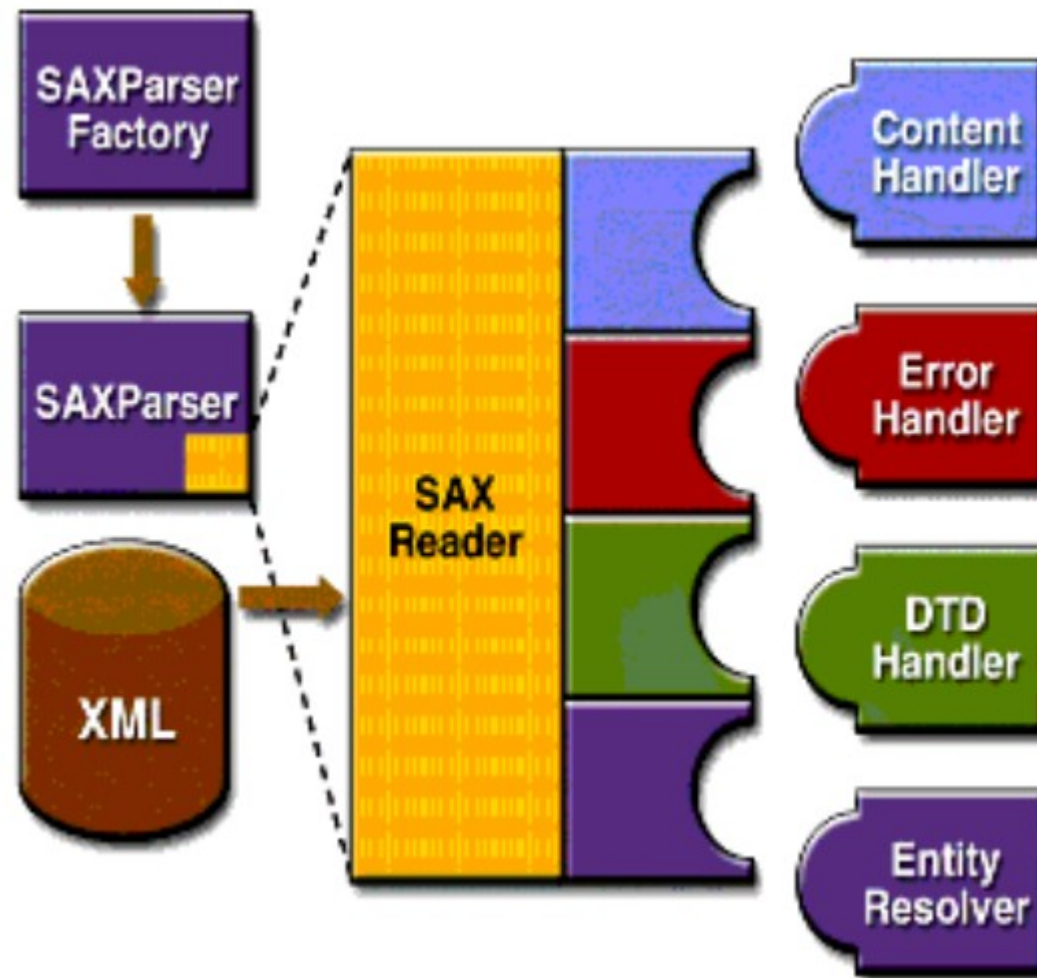 SAXParser
Factory
SAXParser
XML
SAX
Reader
Content
Handler
Error
Handler
DTD
Handler
Entity
Resolver